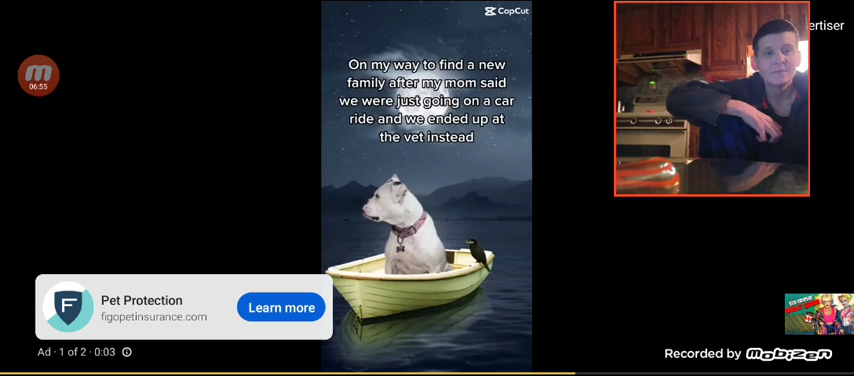 CapCut
ertiser
06:55
On my way to find a new
family after my mom said
we were just going on a car
ride and we ended up at
the vet instead
F
Pet Protection
figopetinsurance.com
Learn more
Ad · 1 of 2 · 0:03
Recorded by mobizen